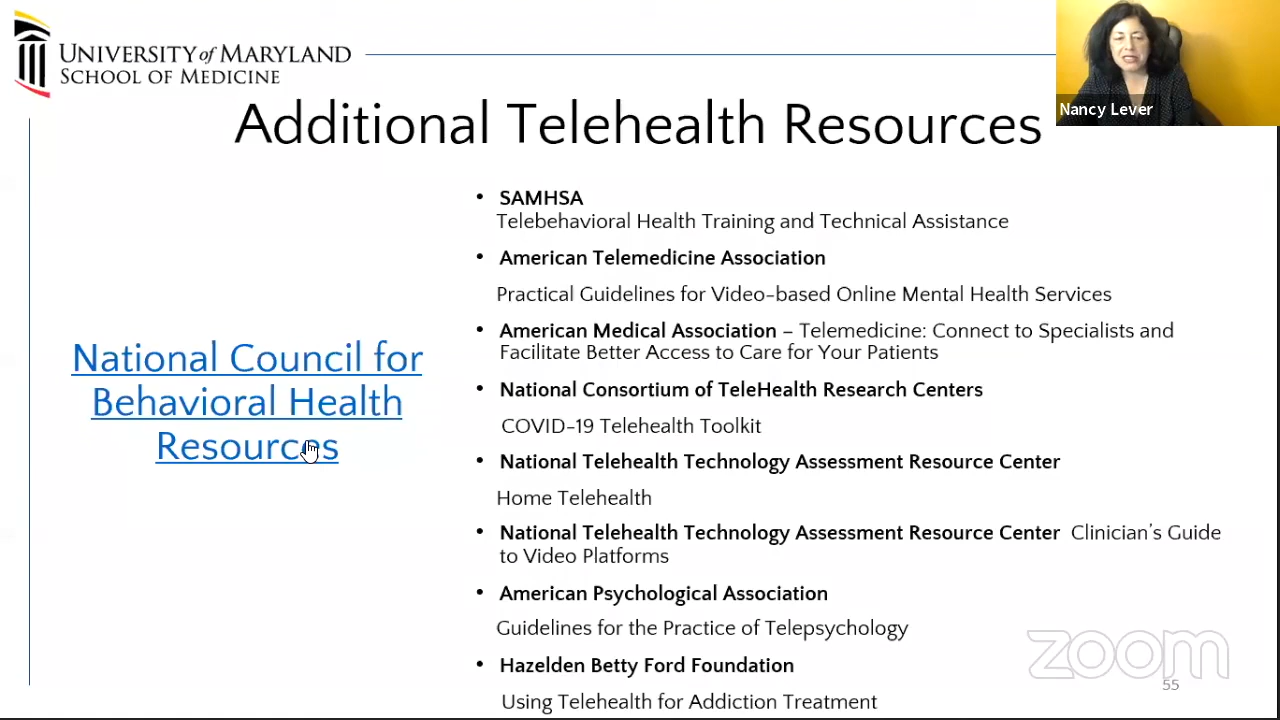 UNIVERSITY of MARYLAND
SCHOOL OF MEDICINE
Nancy Lever
Additional Telehealth Resources
National Council for
Behavioral Health
Resources
• SAMHSA
Telebehavioral Health Training and Technical Assistance
• American Telemedicine Association
Practical Guidelines for Video-based Online Mental Health Services
• American Medical Association – Telemedicine: Connect to Specialists and
Facilitate Better Access to Care for Your Patients
• National Consortium of TeleHealth Research Centers
COVID-19 Telehealth Toolkit
• National Telehealth Technology Assessment Resource Center
Home Telehealth
• National Telehealth Technology Assessment Resource Center Clinician's Guide
to Video Platforms
• American Psychological Association
Guidelines for the Practice of Telepsychology
• Hazelden Betty Ford Foundation
Using Telehealth for Addiction Treatment
zoom
55